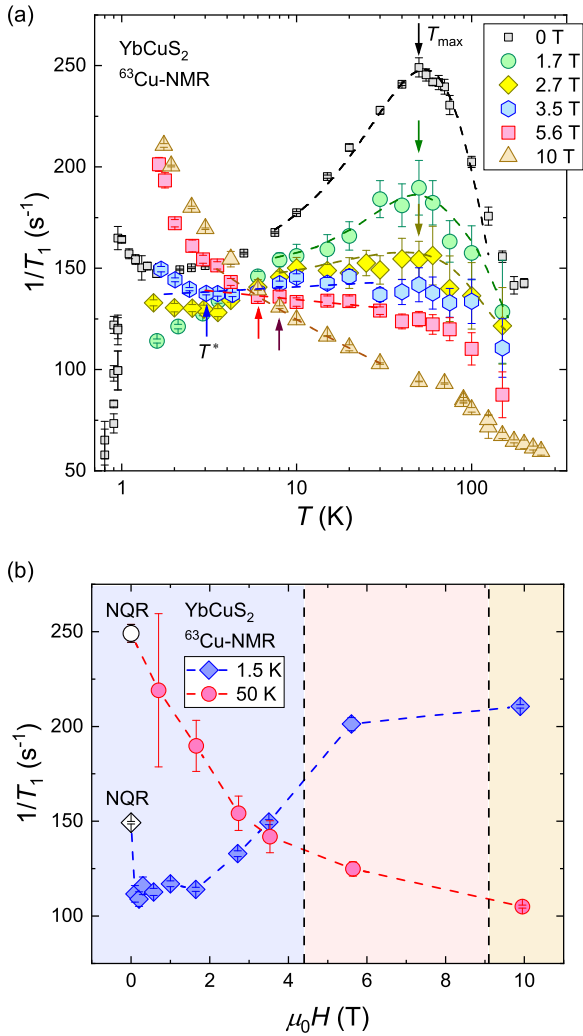 (a)
YbCuS₂
⁶³Cu-NMR
T_max
0 T
1.7 T
2.7 T
3.5 T
5.6 T
10 T
250
200
150
100
50
1/T₁ (s⁻¹)
T*
1
10
100
T (K)
(b)
NQR
YbCuS₂
⁶³Cu-NMR
1.5 K
50 K
NQR
250
200
150
100
1/T₁ (s⁻¹)
0
2
4
6
8
10
μ₀H (T)